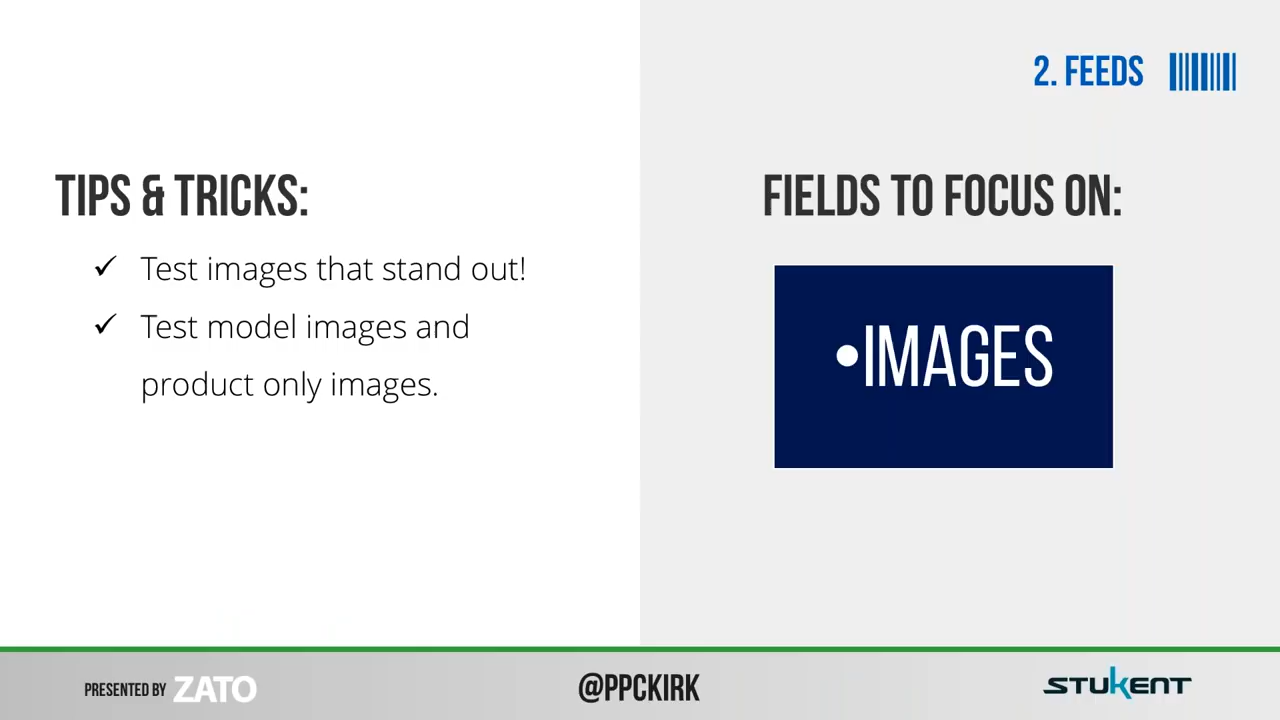 2. FEEDS
TIPS & TRICKS:
✓ Test images that stand out!
✓ Test model images and
product only images.
FIELDS TO FOCUS ON:
•IMAGES
PRESENTED BY ZATO
@PPCKIRK
STUKENT